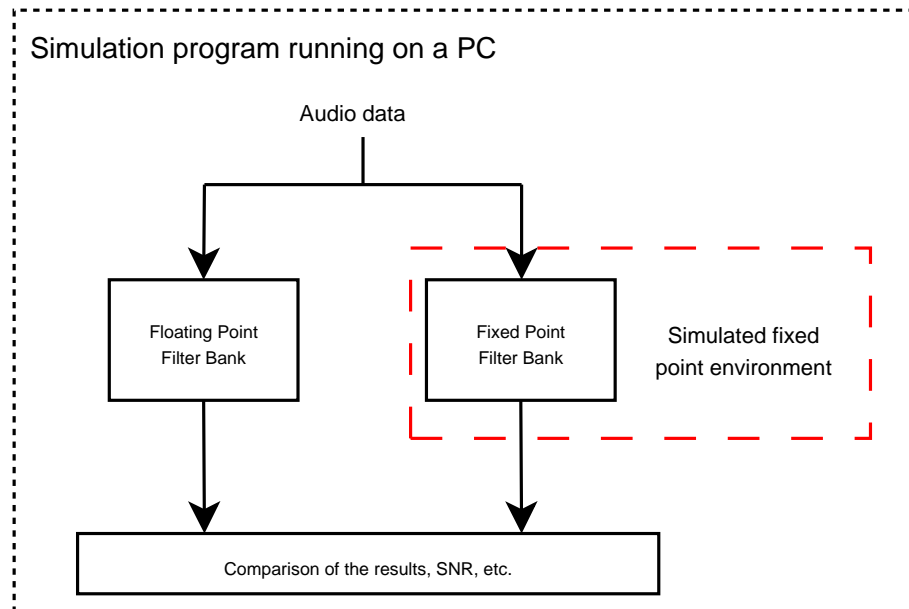 Simulation program running on a PC
Audio data
Floating Point
Filter Bank
Fixed Point
Filter Bank
Simulated fixed
point environment
Comparison of the results, SNR, etc.